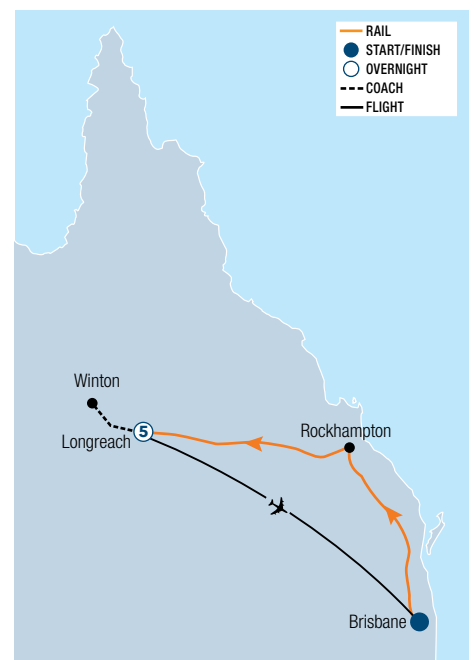 RAIL
START/FINISH
OVERNIGHT
COACH
FLIGHT
Winton
Longreach
5
Rockhampton
Brisbane